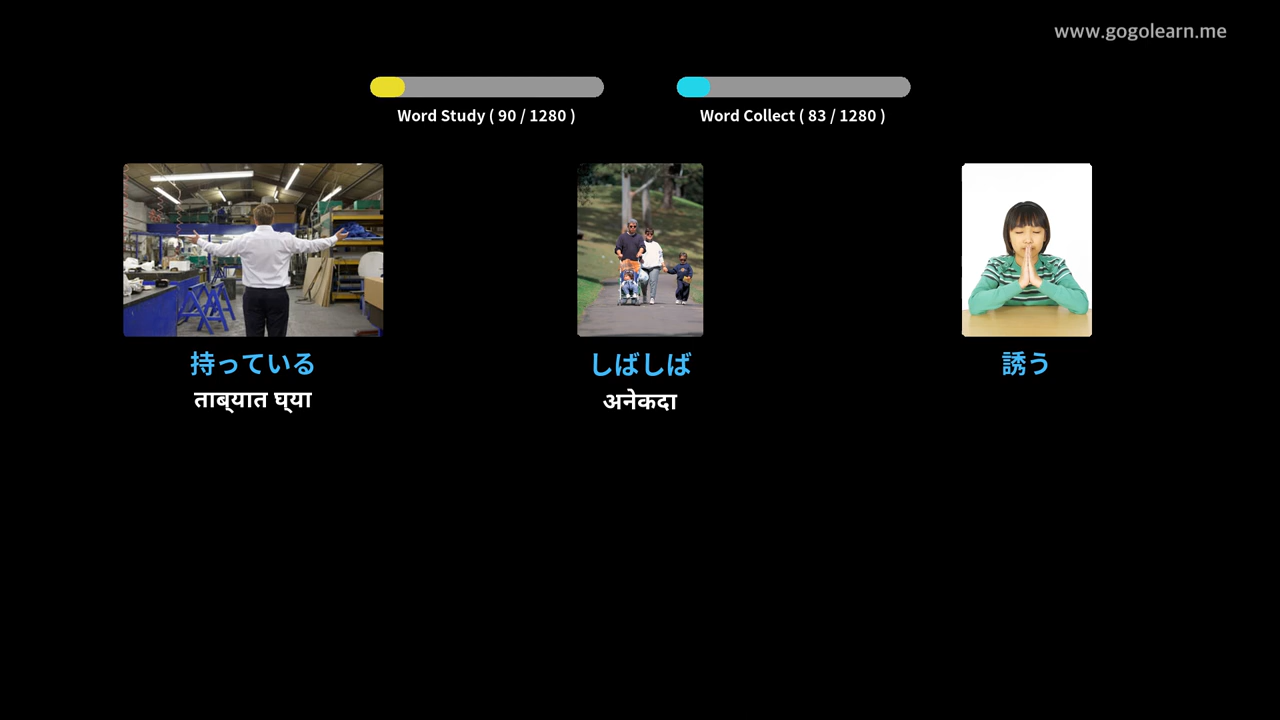 www.gogolearn.me
Word Study ( 90 / 1280 )
Word Collect ( 83 / 1280 )
持っている
しばしば
誘う
ताब्‌यात घ्‌या
अनेकदा